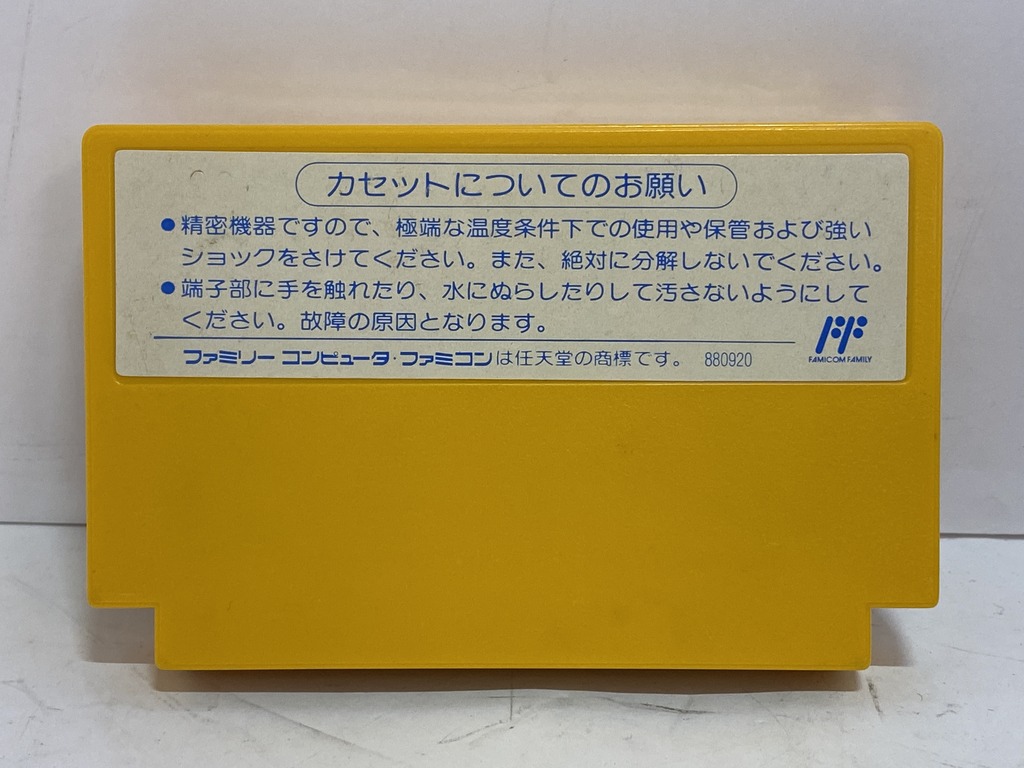 カセットについてのお願い
●精密機器ですので、極端な温度条件下での使用や保管および強い
ショックをさけてください。また、絶対に分解しないでください。
●端子部に手を触れたり、水にぬらしたりして汚さないようにして
ください。故障の原因となります。
FAMICOM FAMILY
ファミリー コンピュータ・ファミコンは任天堂の商標です。 880920